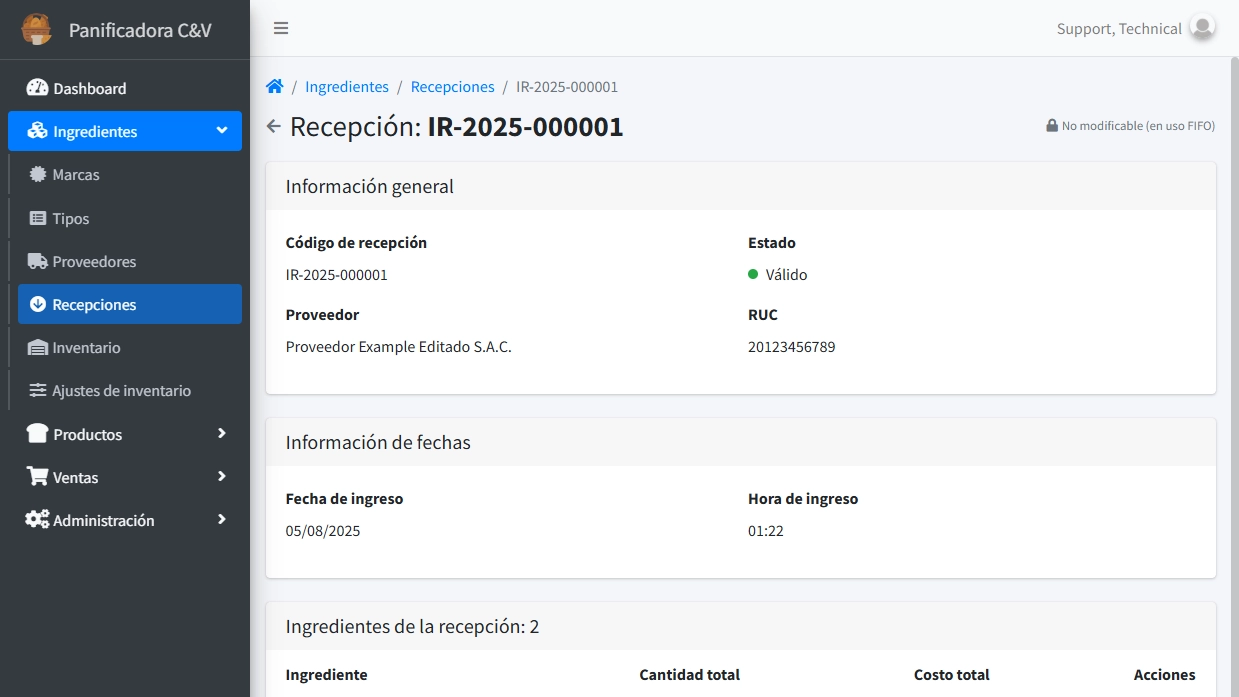 Panificadora C&V
Support, Technical
Dashboard
Ingredientes
Marcas
Tipos
Proveedores
Recepciones
Inventario
Ajustes de inventario
Productos
Ventas
Administración
/ Ingredientes / Recepciones / IR-2025-000001
Recepción: IR-2025-000001
No modificable (en uso FIFO)
Información general
Código de recepción
IR-2025-000001
Estado
Válido
Proveedor
Proveedor Example Editado S.A.C.
RUC
20123456789
Información de fechas
Fecha de ingreso
05/08/2025
Hora de ingreso
01:22
Ingredientes de la recepción: 2
Ingrediente Cantidad total Costo total Acciones